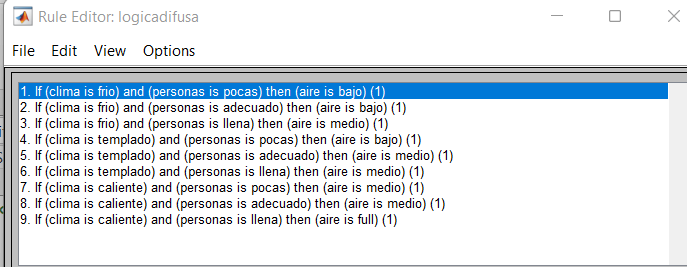 Rule Editor: logicadifusa
File Edit View Options
1. If (clima is frio) and (personas is pocas) then (aire is bajo) (1)
2. If (clima is frio) and (personas is adecuado) then (aire is bajo) (1)
3. If (clima is frio) and (personas is llena) then (aire is medio) (1)
4. If (clima is templado) and (personas is pocas) then (aire is bajo) (1)
5. If (clima is templado) and (personas is adecuado) then (aire is medio) (1)
6. If (clima is templado) and (personas is llena) then (aire is medio) (1)
7. If (clima is caliente) and (personas is pocas) then (aire is medio) (1)
8. If (clima is caliente) and (personas is adecuado) then (aire is medio) (1)
9. If (clima is caliente) and (personas is llena) then (aire is full) (1)